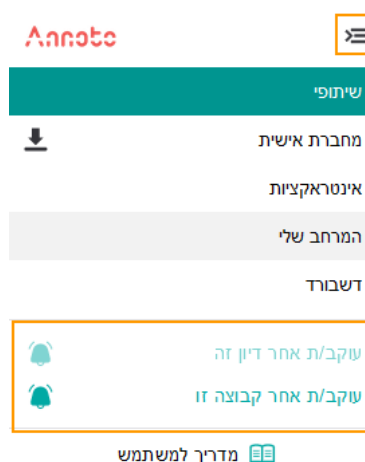 Annoto
שיתופי
מחברת אישית
אינטראקציות
המרחב שלי
דשבורד
עוקב/ת אחר דיון זה
עוקב/ת אחר קבוצה זו
מדריך למשתמש